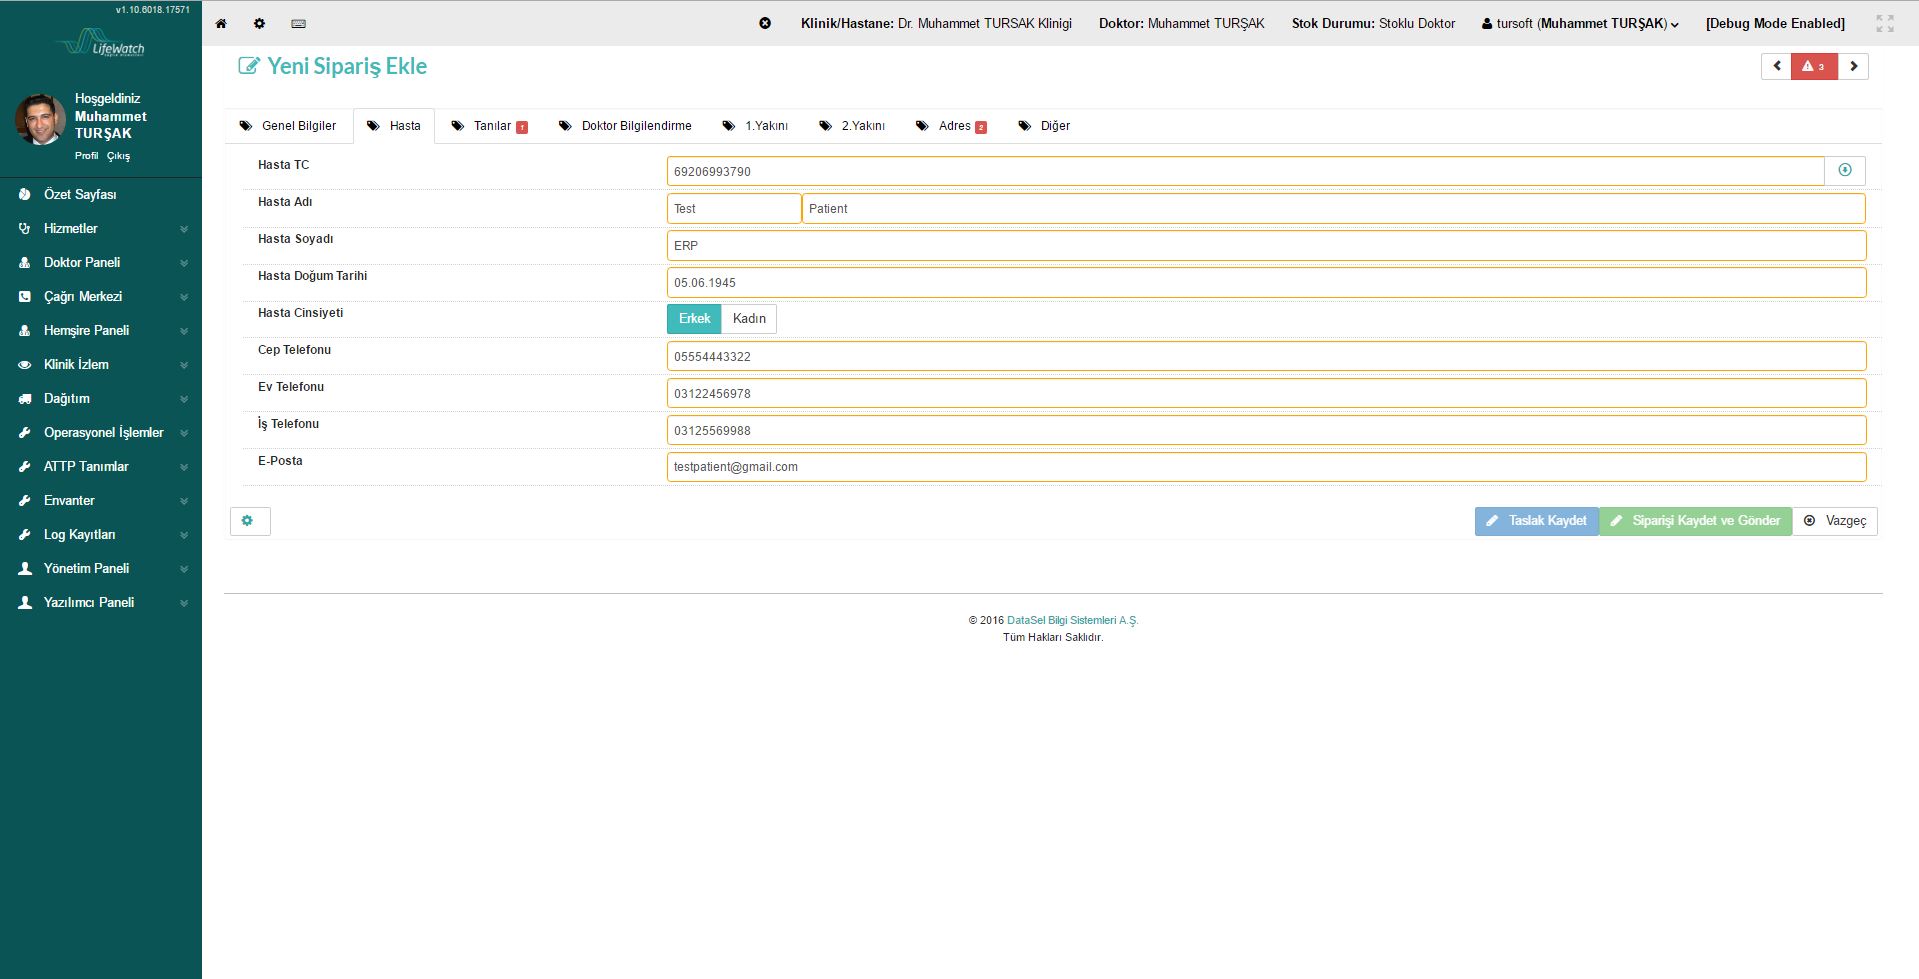 v1.10.6018.17571
LifeWatch
Hoşgeldiniz
Muhammet
TURŞAK
Profil Çıkış
Özet Sayfası
Hizmetler
Doktor Paneli
Çağrı Merkezi
Hemşire Paneli
Klinik İzlem
Dağıtım
Operasyonel İşlemler
ATTP Tanımlar
Envanter
Log Kayıtları
Yönetim Paneli
Yazılımcı Paneli
Klinik/Hastane: Dr. Muhammet TURSAK Klinigi Doktor: Muhammet TURŞAK Stok Durumu: Stoklu Doktor tursoft (Muhammet TURŞAK) [Debug Mode Enabled]
Yeni Sipariş Ekle
3
Genel Bilgiler Hasta Tanılar 1 Doktor Bilgilendirme 1.Yakını 2.Yakını Adres 2 Diğer
Hasta TC 69206993790
Hasta Adı Test Patient
Hasta Soyadı ERP
Hasta Doğum Tarihi 05.06.1945
Hasta Cinsiyeti Erkek Kadın
Cep Telefonu 05554443322
Ev Telefonu 03122456978
İş Telefonu 03125569988
E-Posta testpatient@gmail.com
Taslak Kaydet Siparişi Kaydet ve Gönder Vazgeç
© 2016 DataSel Bilgi Sistemleri A.Ş.
Tüm Hakları Saklıdır.